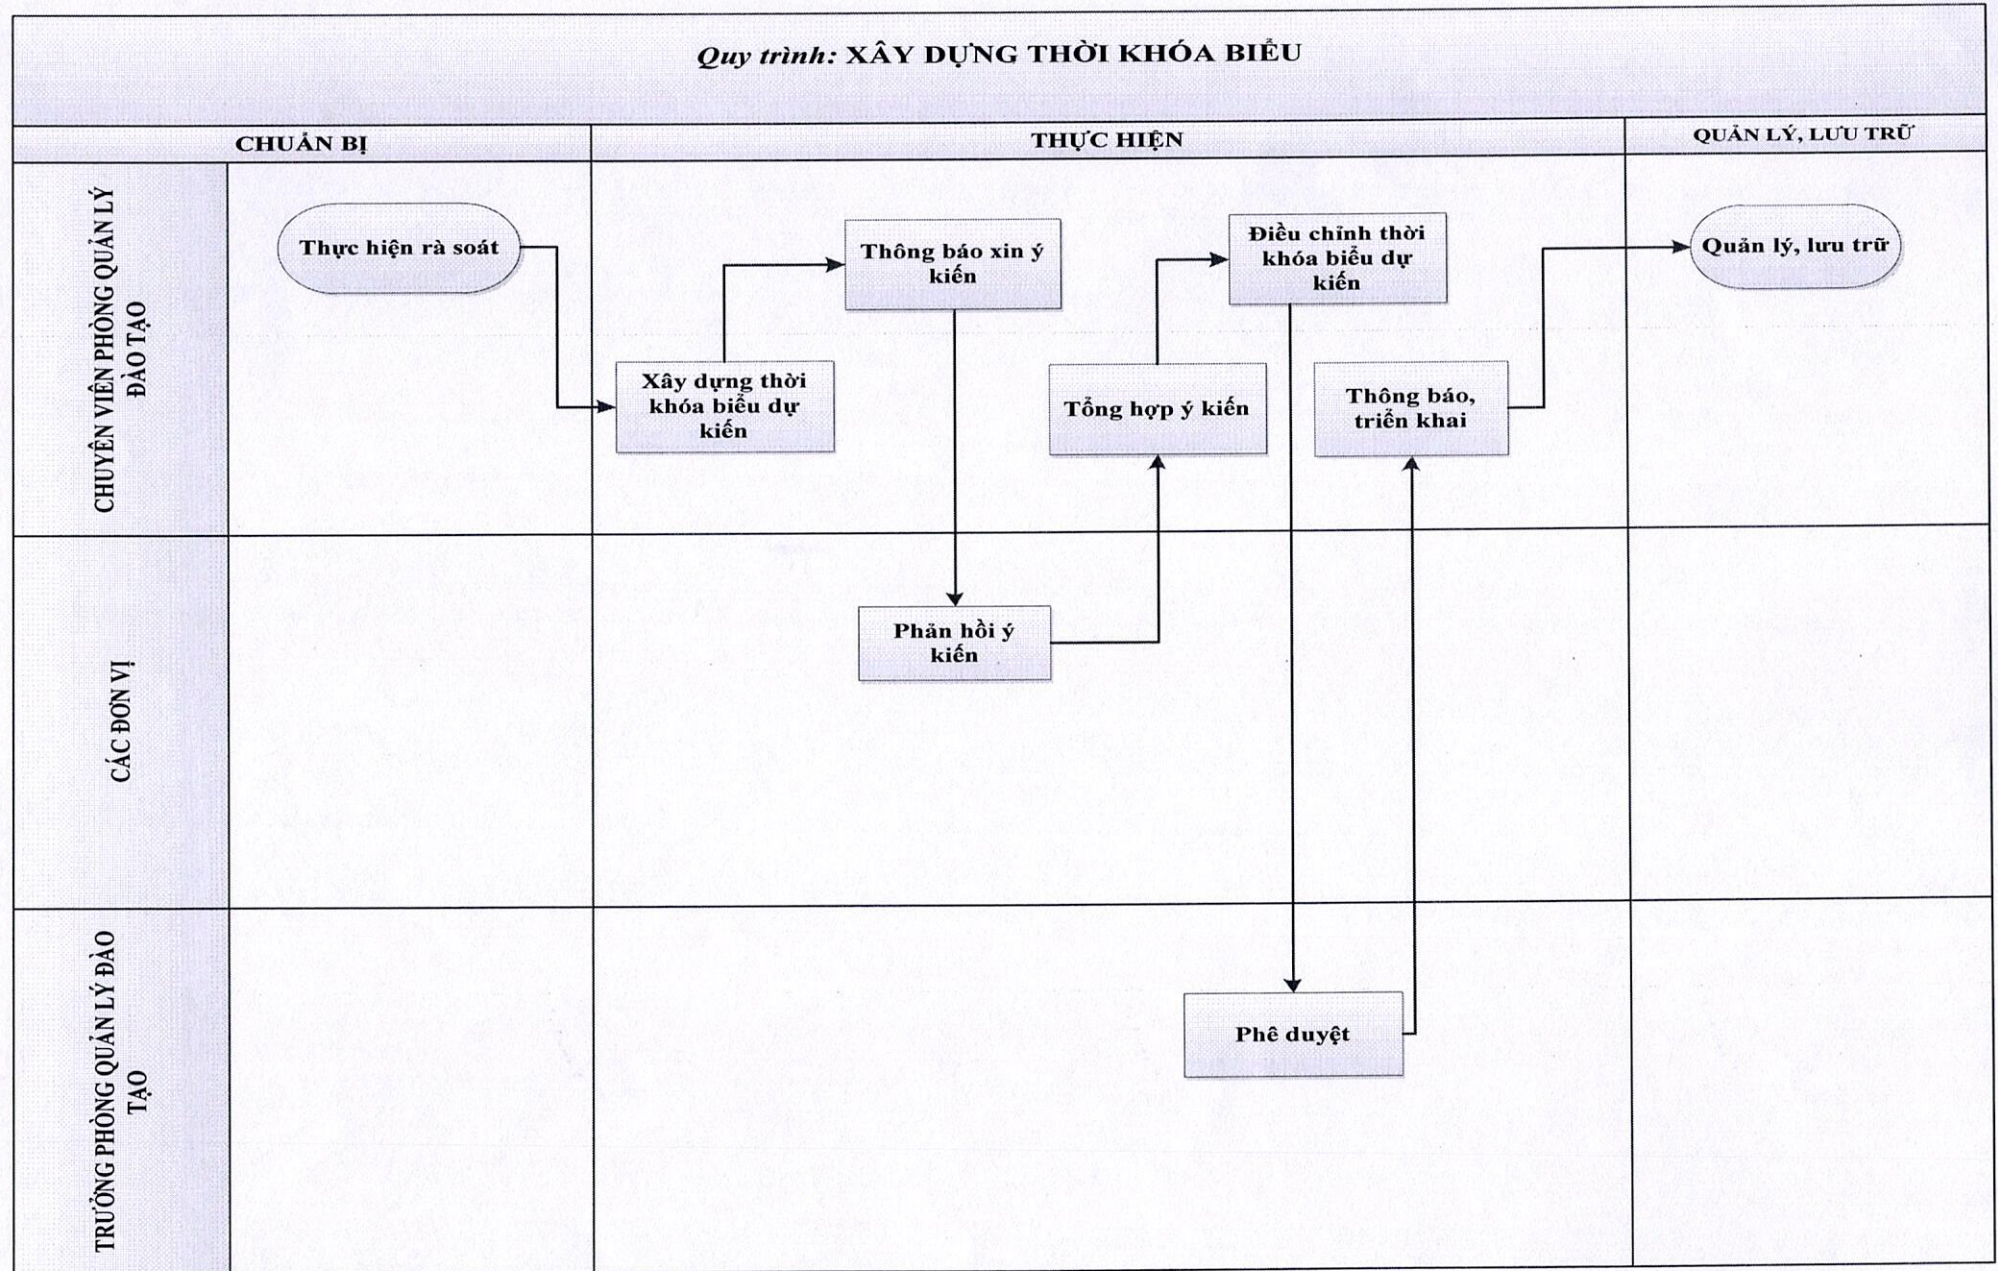 Quy trình: XÂY DỰNG THỜI KHÓA BIỂU
CHUẨN BỊ
THỰC HIỆN
QUẢN LÝ, LƯU TRỮ
CHUYÊN VIÊN PHÒNG QUẢN LÝ
ĐÀO TẠO
Thực hiện rà soát
Xây dựng thời
khóa biểu dự
kiến
Thông báo xin ý
kiến
Tổng hợp ý kiến
Điều chỉnh thời
khóa biểu dự
kiến
Thông báo,
triển khai
Quản lý, lưu trữ
CÁC ĐƠN VỊ
Phản hồi ý
kiến
TRƯỞNG PHÒNG QUẢN LÝ ĐÀO
TẠO
Phê duyệt